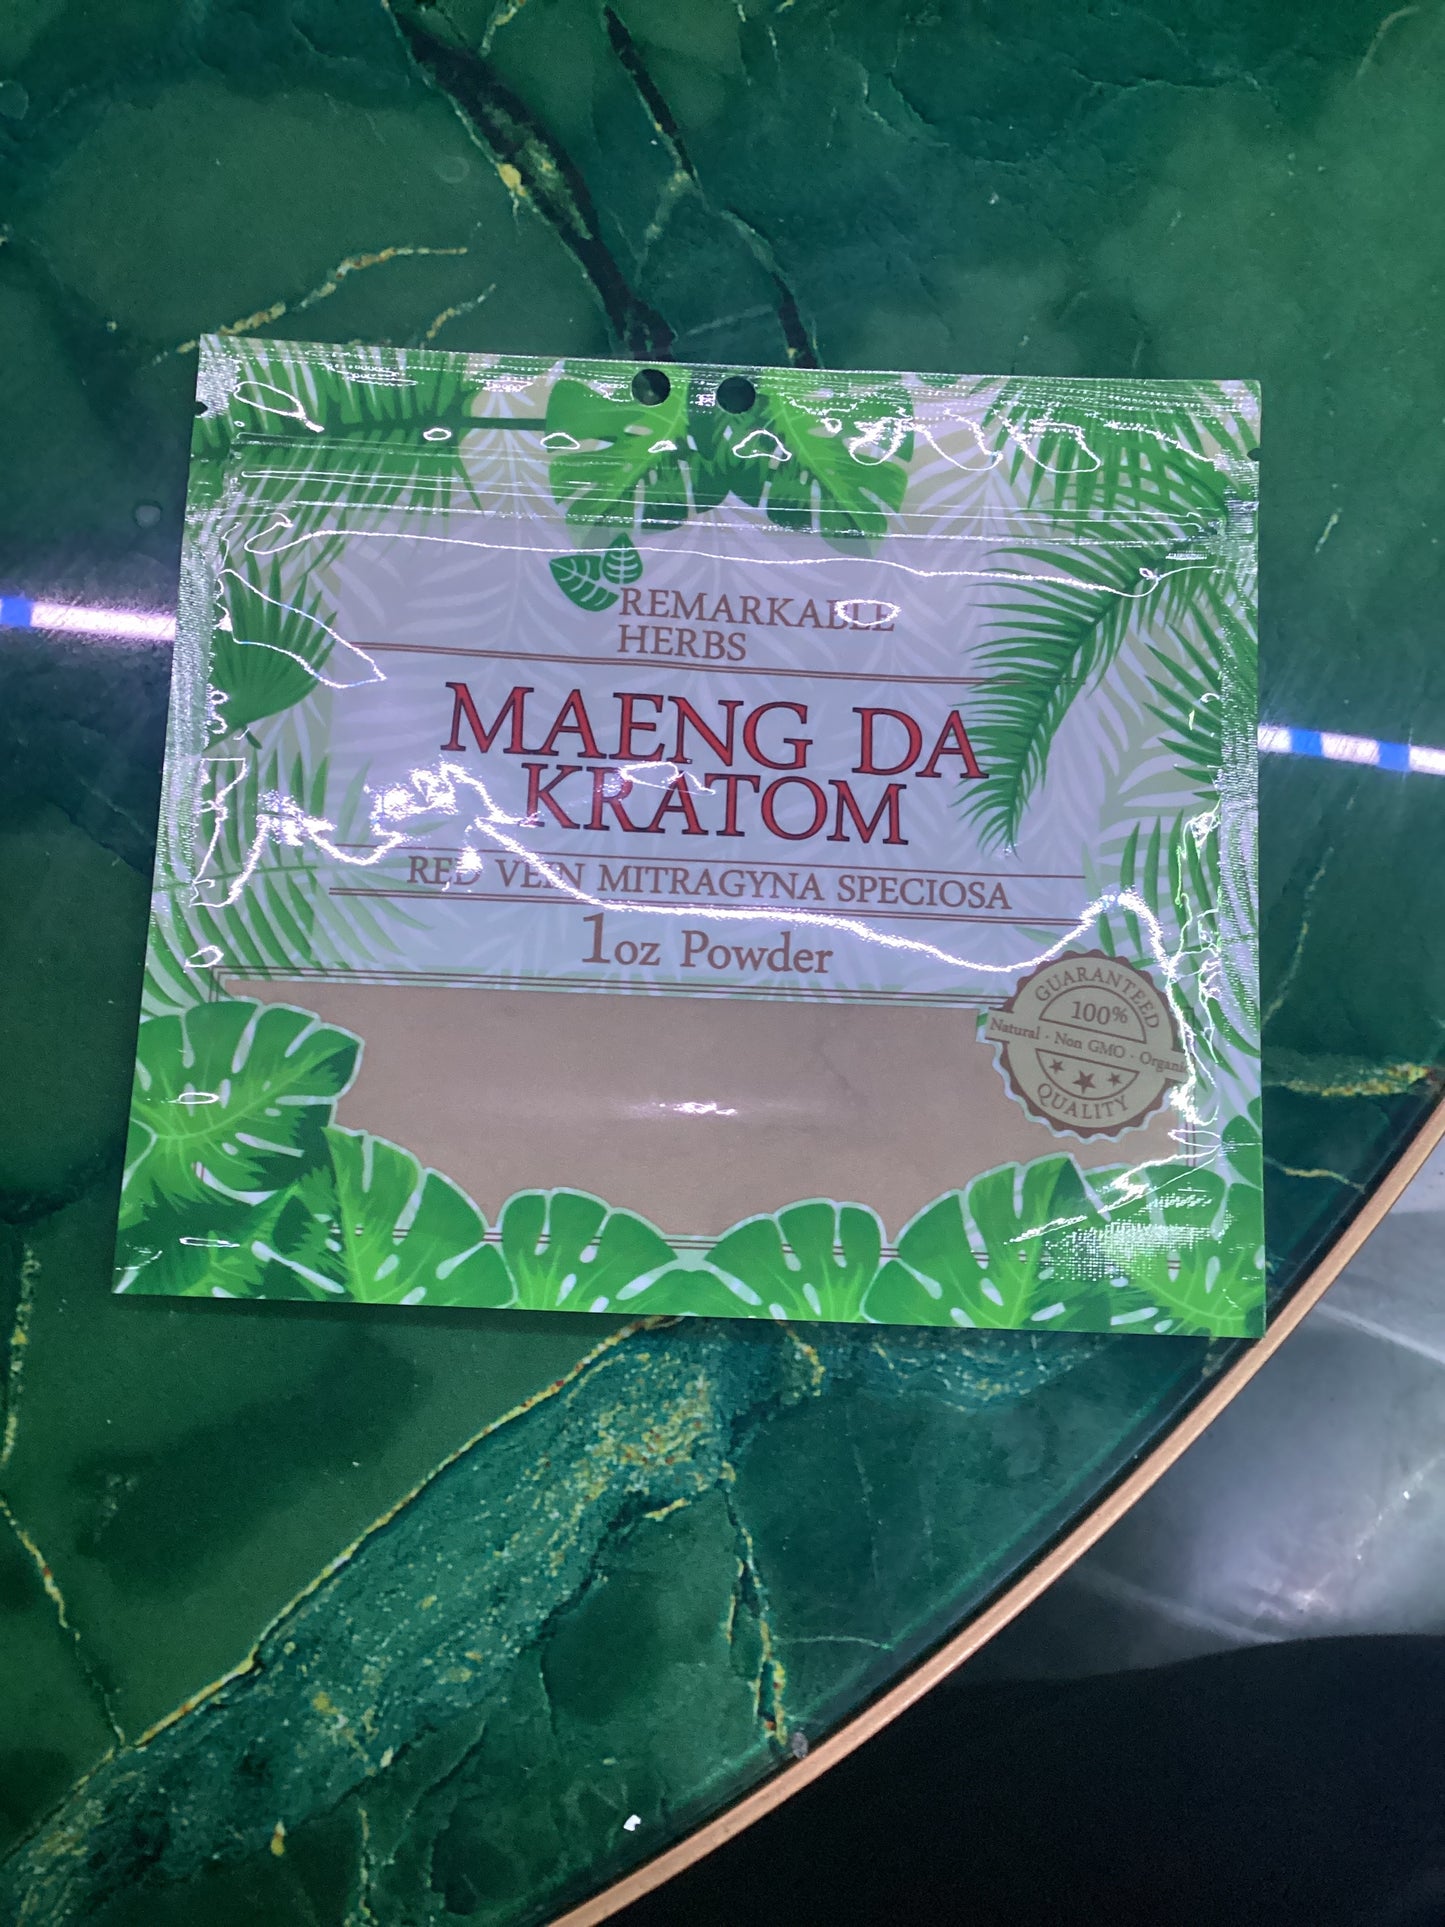 REMARKABLE
HERBS
MAENG DA
KRATOM
RED VEIN MITRAGYNA SPECIOSA
1oz Powder
GUARANTEED
100%
Natural · Non GMO · Organic
QUALITY